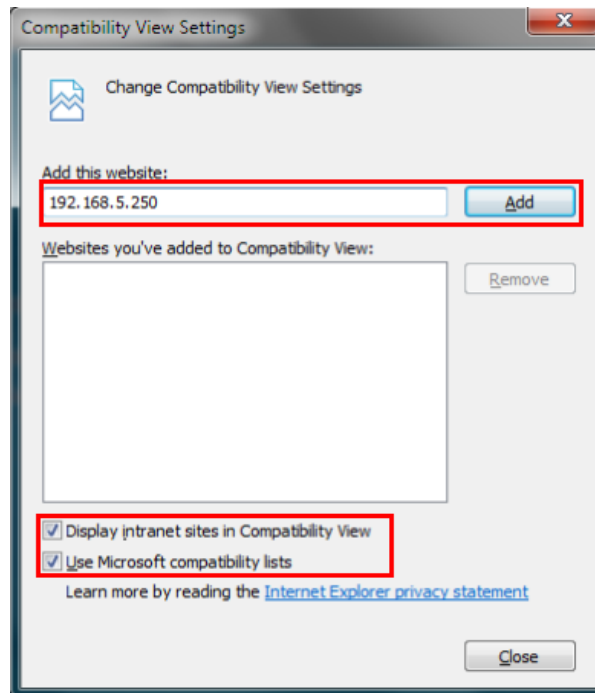 Compatibility View Settings
Change Compatibility View Settings
Add this website:
192.168.5.250
Add
Websites you've added to Compatibility View:
Remove
Display intranet sites in Compatibility View
Use Microsoft compatibility lists
Learn more by reading the Internet Explorer privacy statement
Close